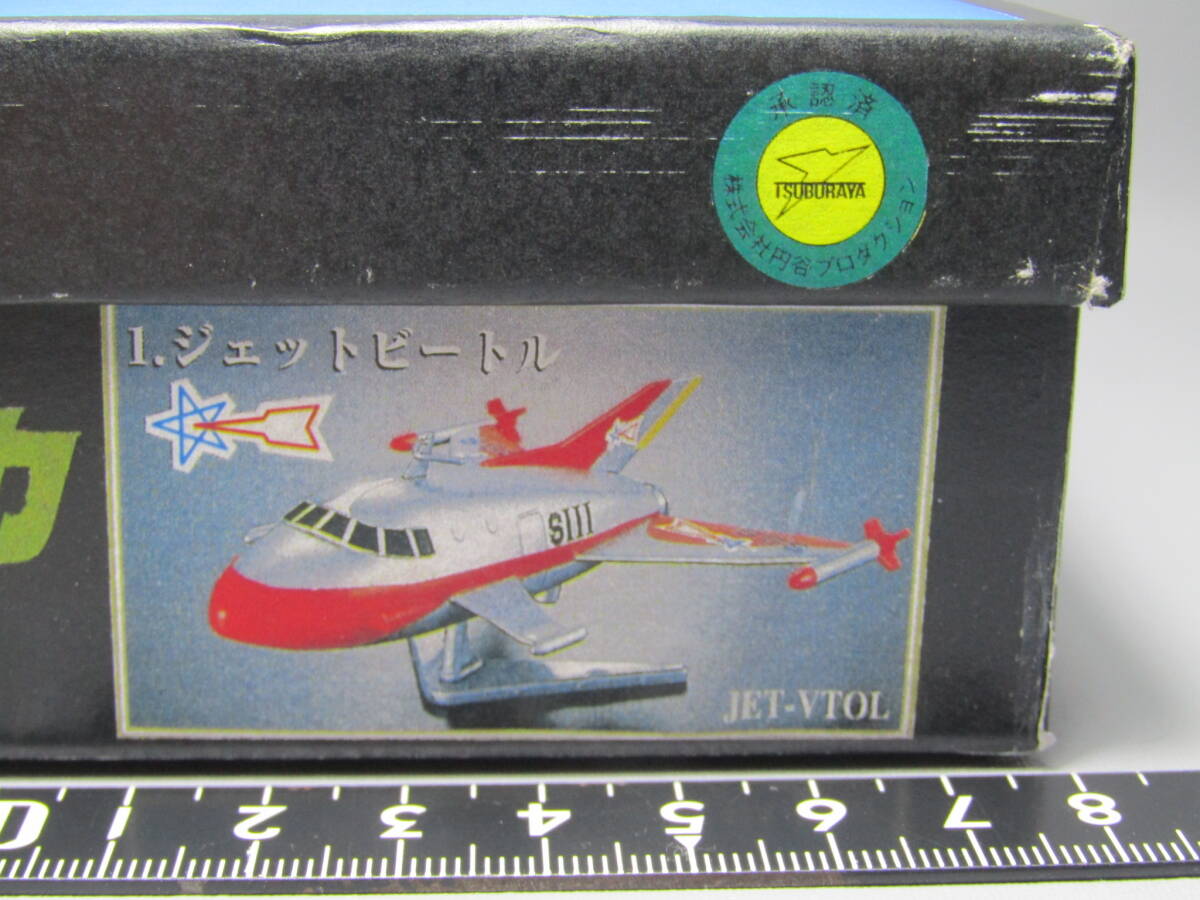 承認済
TSUBURAYA
株式会社円谷プロダクション
1.ジェットビートル
SIII
JET-VTOL
カ
0 1 2 3 4 5 6 7 8